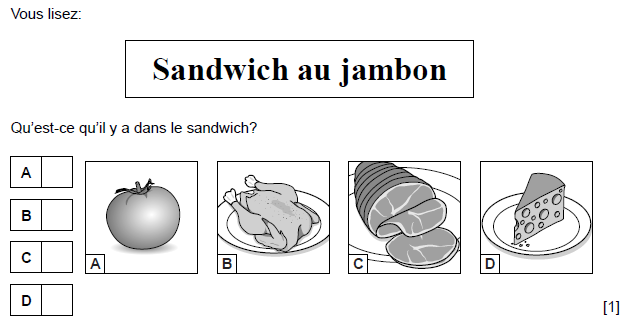 Vous lisez:
Sandwich au jambon
Qu'est-ce qu'il y a dans le sandwich?
A
B
C
D
A
B
C
D
[1]